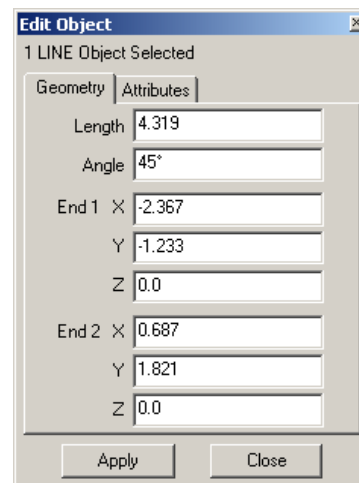 Edit Object
1 LINE Object Selected
Geometry Attributes
Length 4.319
Angle 45°
End 1 X -2.367
Y -1.233
Z 0.0
End 2 X 0.687
Y 1.821
Z 0.0
Apply Close